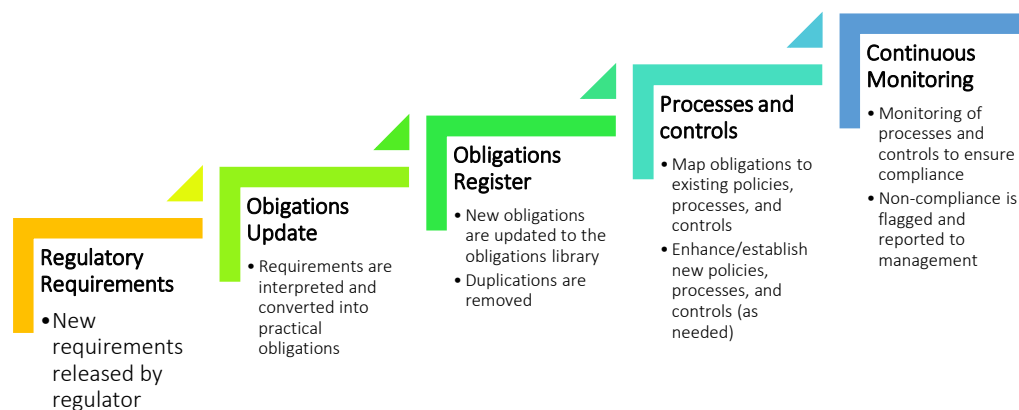 Regulatory
Requirements
•New
requirements
released by
regulator
Obigations
Update
• Requirements are
interpreted and
converted into
practical
obligations
Obligations
Register
• New obligations
are updated to the
obligations library
• Duplications are
removed
Processes and
controls
• Map obligations to
existing policies,
processes, and
controls
• Enhance/establish
new policies,
processes, and
controls (as
needed)
Continuous
Monitoring
• Monitoring of
processes and
controls to ensure
compliance
• Non-compliance is
flagged and
reported to
management